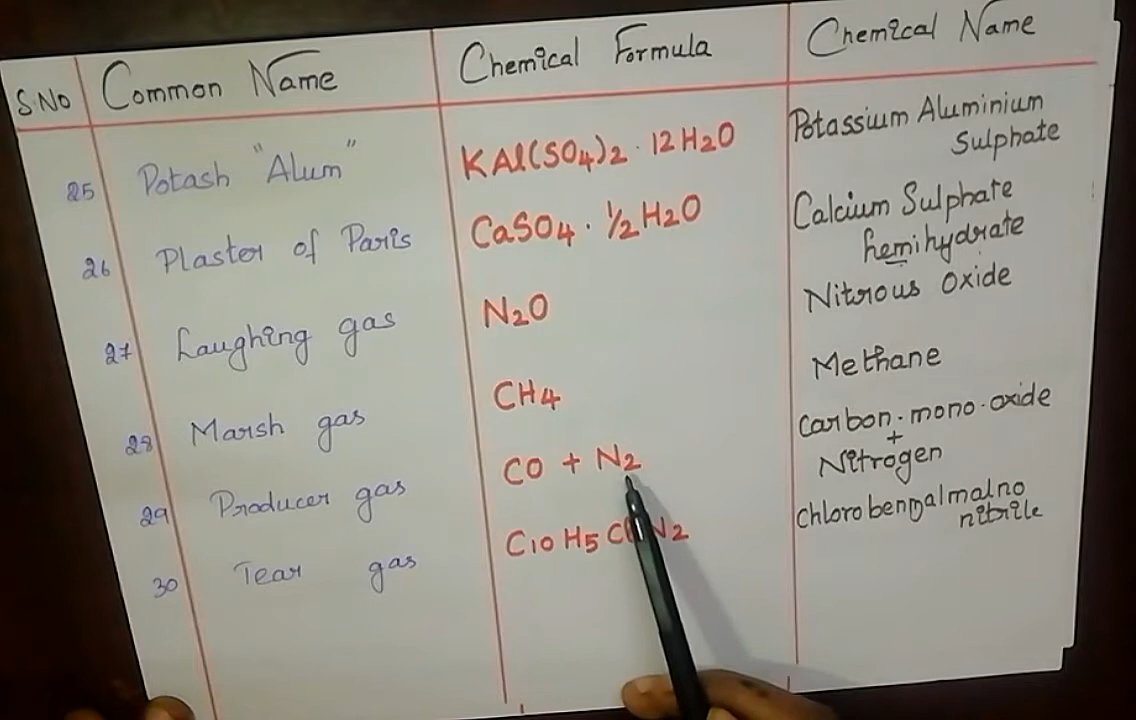 S.No Common Name Chemical Formula Chemical Name
25 Potash "Alum" KAl(SO4)2 · 12H2O Potassium Aluminium
Sulphate
26 Plaster of Paris CaSO4 · 1/2H2O Calcium Sulphate
hemihydrate
27 Laughing gas N2O Nitrous Oxide
28 Marsh gas CH4 Methane
29 Producer gas CO + N2 Carbon-mono-oxide
+
Nitrogen
30 Tear gas C10H5ClN2 Chlorobenzalmalno
nitrile